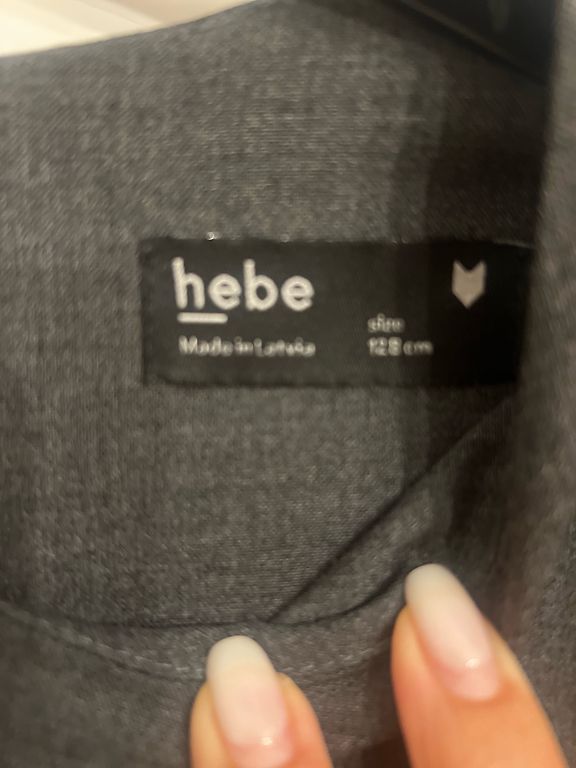 hebe
Made in Latvia
size
128 cm